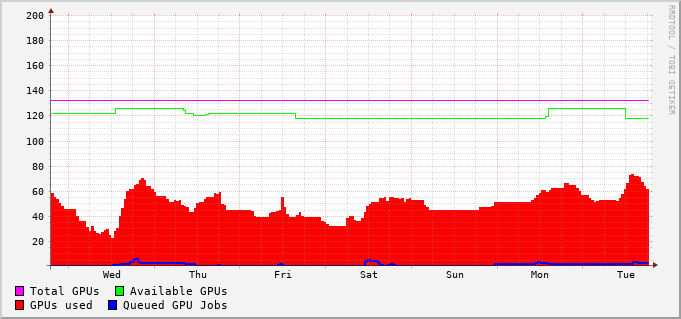 200
180
160
140
120
100
80
60
40
20
Wed Thu Fri Sat Sun Mon Tue
Total GPUs Available GPUs
GPUs used Queued GPU Jobs
RRDTOOL / TOBI OETIKER